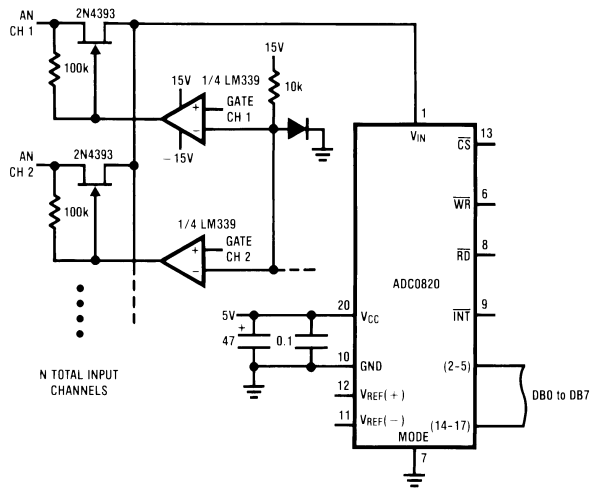 AN
CH 1
2N4393
100k
15V
1/4 LM339
+
−
GATE
CH 1
− 15V
15V
10k
AN
CH 2
2N4393
100k
1/4 LM339
+
−
GATE
CH 2
N TOTAL INPUT
CHANNELS
5V
+
47
0.1
1
VIN
CS 13
WR 6
RD 8
ADC0820
INT 9
20 VCC
10 GND
12 VREF(+)
11 VREF(−)
(2-5)
(14-17)
DB0 to DB7
MODE
7